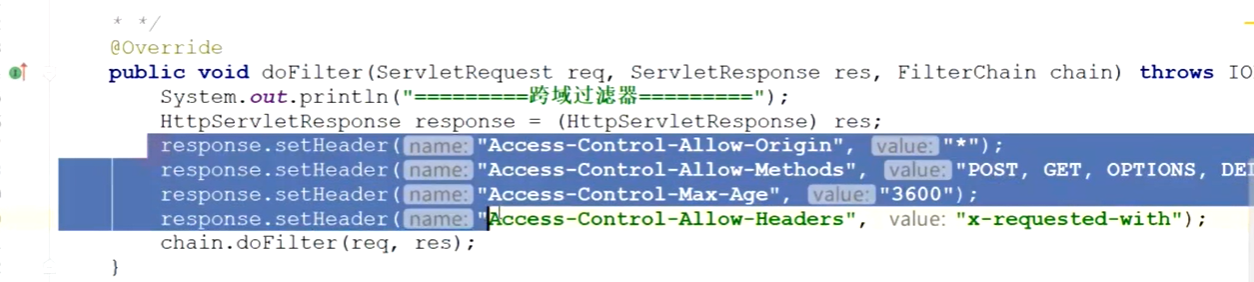 * */
@Override
public void doFilter(ServletRequest req, ServletResponse res, FilterChain chain) throws IO
System.out.println("=========跨域过滤器=========");
HttpServletResponse response = (HttpServletResponse) res;
response.setHeader( name: "Access-Control-Allow-Origin", value: "*");
response.setHeader( name: "Access-Control-Allow-Methods", value: "POST, GET, OPTIONS, DEL
response.setHeader( name: "Access-Control-Max-Age", value: "3600");
response.setHeader( name: "Access-Control-Allow-Headers", value: "x-requested-with");
chain.doFilter(req, res);
}